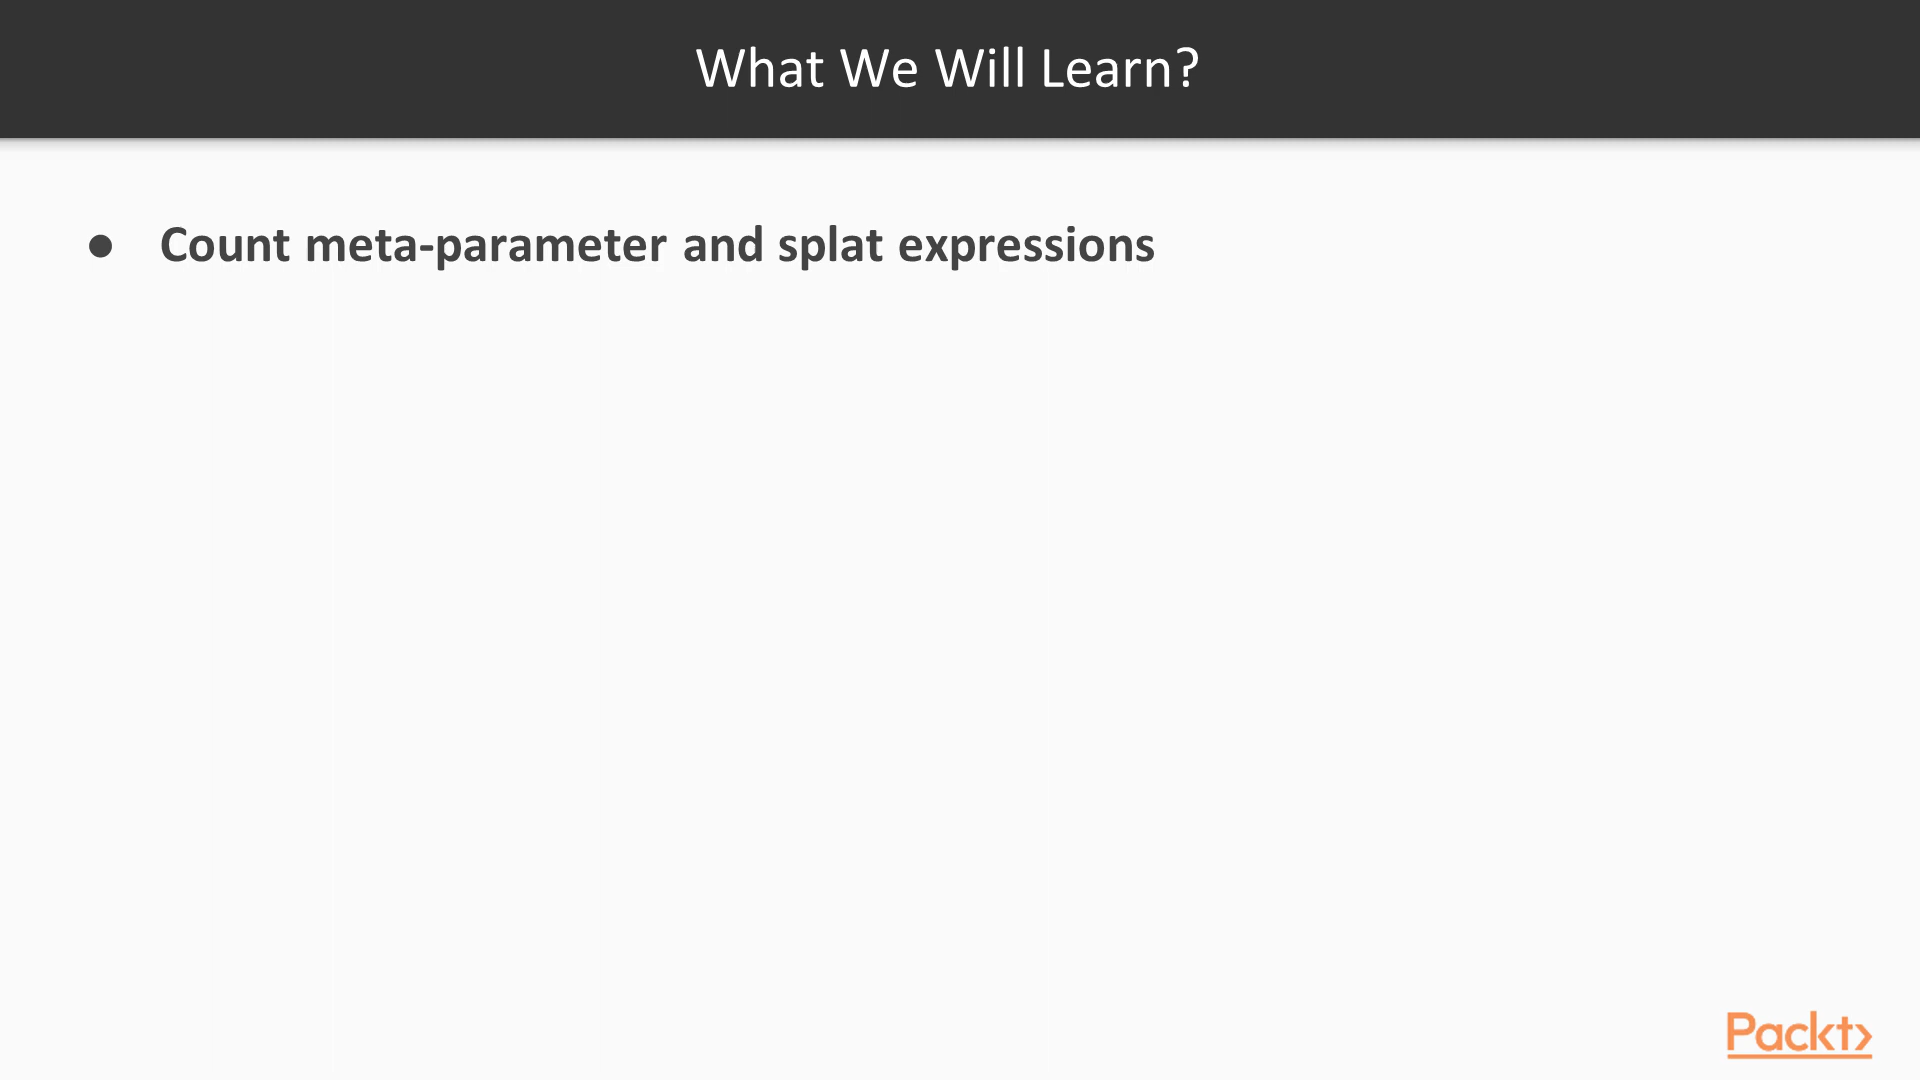 What We Will Learn?
● Count meta-parameter and splat expressions
Packt>